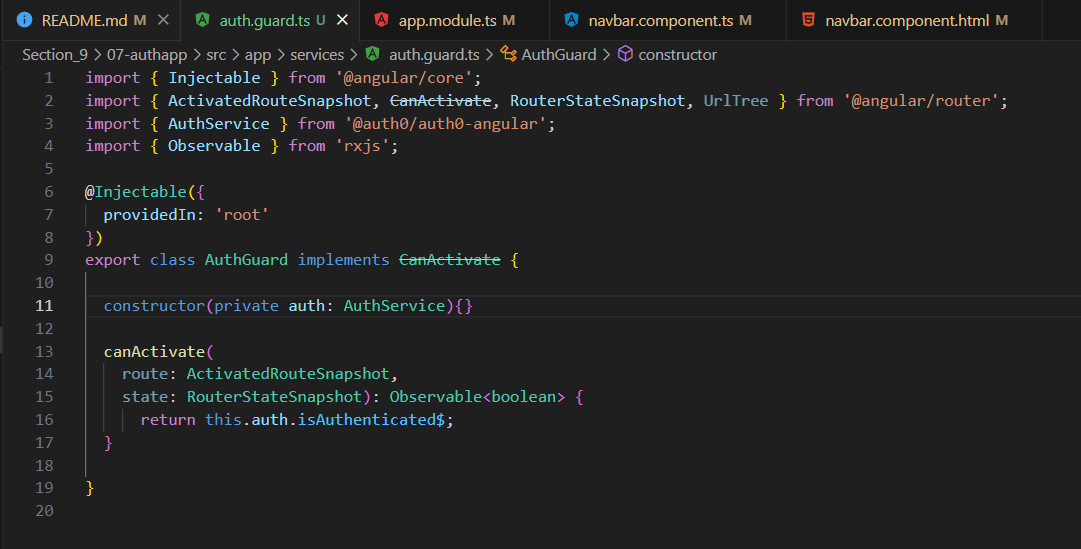 README.md M auth.guard.ts U app.module.ts M navbar.component.ts M navbar.component.html M
Section_9 > 07-authapp > src > app > services > auth.guard.ts > AuthGuard > constructor
1 import { Injectable } from '@angular/core';
2 import { ActivatedRouteSnapshot, CanActivate, RouterStateSnapshot, UrlTree } from '@angular/router';
3 import { AuthService } from '@auth0/auth0-angular';
4 import { Observable } from 'rxjs';
5
6 @Injectable({
7   providedIn: 'root'
8 })
9 export class AuthGuard implements CanActivate {
10
11   constructor(private auth: AuthService){}
12
13   canActivate(
14     route: ActivatedRouteSnapshot,
15     state: RouterStateSnapshot): Observable<boolean> {
16       return this.auth.isAuthenticated$;
17   }
18
19 }
20